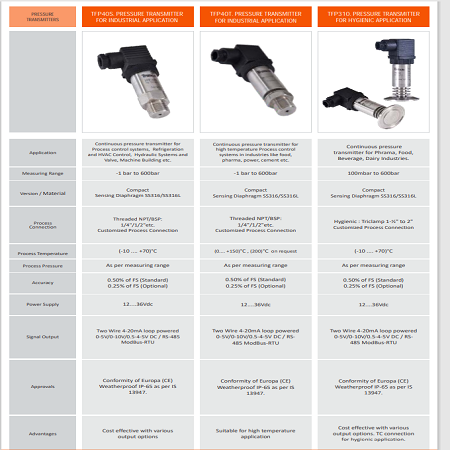 PRESSURE
TRANSMITTERS
TFP40S. PRESSURE TRANSMITTER
FOR INDUSTRIAL APPLICATION
TFP40T. PRESSURE TRANSMITTER
FOR INDUSTRIAL APPLICATION
TFP310. PRESSURE TRANSMITTER
FOR HYGIENIC APPLICATION
Application
Continuous pressure transmitter for
Process control systems, Refrigeration
and HVAC Control, Hydraulic Systems and
Valve, Machine Building etc.
Continuous pressure transmitter for
high temperature Process control
systems in industries like food,
pharma, power, cement etc.
Continuous pressure
transmitter for Phrama, Food,
Beverage, Dairy Industries.
Measuring Range
-1 bar to 600bar
-1 bar to 600bar
100mbar to 600bar
Version / Material
Compact
Sensing Diaphragm SS316/SS316L
Compact
Sensing Diaphragm SS316/SS316L
Compact
Sensing Diaphragm SS316/SS316L
Process
Connection
Threaded NPT/BSP:
1/4"/1/2"etc.
Customized Process Connection
Threaded NPT/BSP:
1/4"/1/2"etc.
Customized Process Connection
Hygienic : Triclamp 1-½" to 2"
Customized Process Connection
Process Temperature
(-10 .... +70)°C
(0.... +150)°C , (200)°C on request
(-10 ..... +70)°C
Process Pressure
As per measuring range
As per measuring range
As per measuring range
Accuracy
0.50% of FS (Standard)
0.25% of FS (Optional)
0.50% of FS (Standard)
0.25% of FS (Optional)
0.50% of FS (Standard)
0.25% of FS (Optional)
Power Supply
12....36Vdc
12....36Vdc
12....36Vdc
Signal Output
Two Wire 4-20mA loop powered
0-5V/0-10V/0.5-4-5V DC / RS-485
ModBus-RTU
Two Wire 4-20mA loop powered
0-5V/0-10V/0.5-4-5V DC / RS-
485 ModBus-RTU
Two Wire 4-20mA loop powered
0-5V/0-10V/0.5-4-5V DC / RS-
485 ModBus-RTU
Approvals
Conformity of Europa (CE)
Weatherproof IP-65 as per IS
13947.
Conformity of Europa (CE)
Weatherproof IP-65 as per IS
13947.
Conformity of Europa (CE)
Weatherproof IP-65 as per IS
13947.
Advantages
Cost effective with various
output options
Suitable for high temperature
application
Cost effective with various
output options. TC connection
for hygienic application.